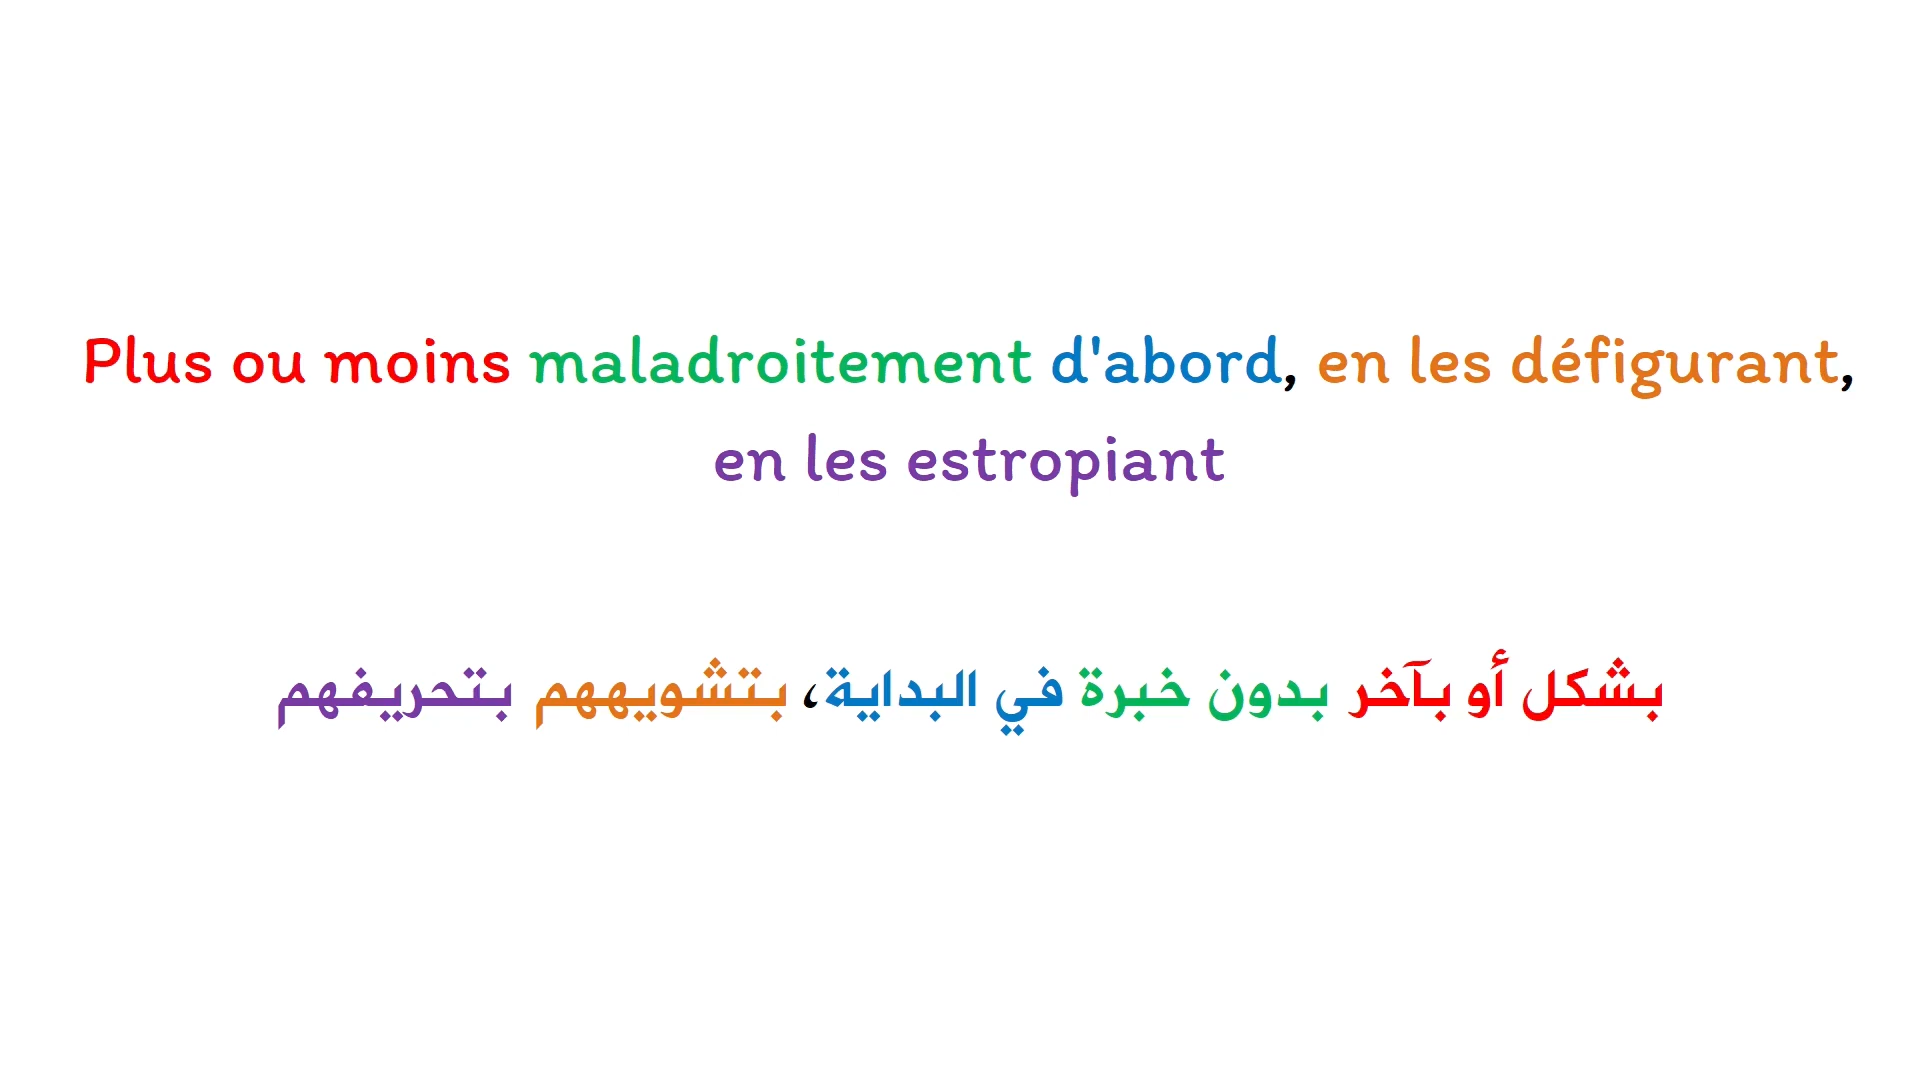 Plus ou moins maladroitement d'abord, en les défigurant,
en les estropiant
بشكل أو بآخر بدون خبرة في البداية، بتشويههم بتحريفهم